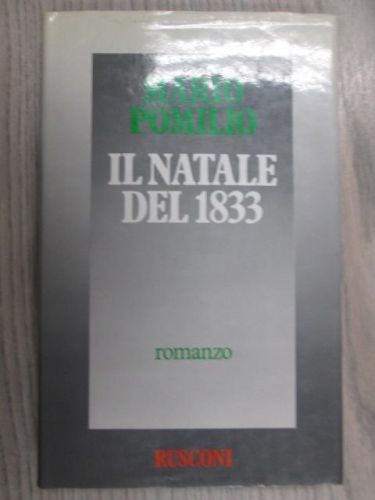 MARIO
POMILIO
IL NATALE
DEL 1833
romanzo
RUSCONI